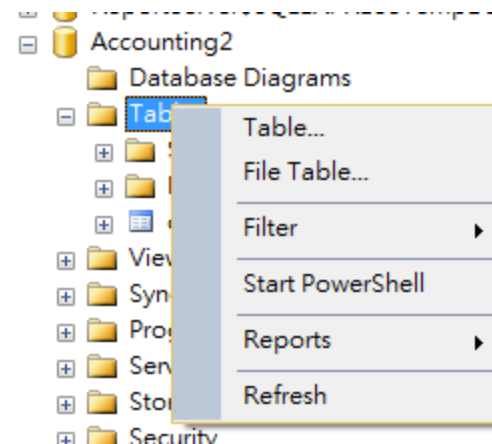 Accounting2
Database Diagrams
Table...
File Table...
Filter
Start PowerShell
Reports
Refresh
Security